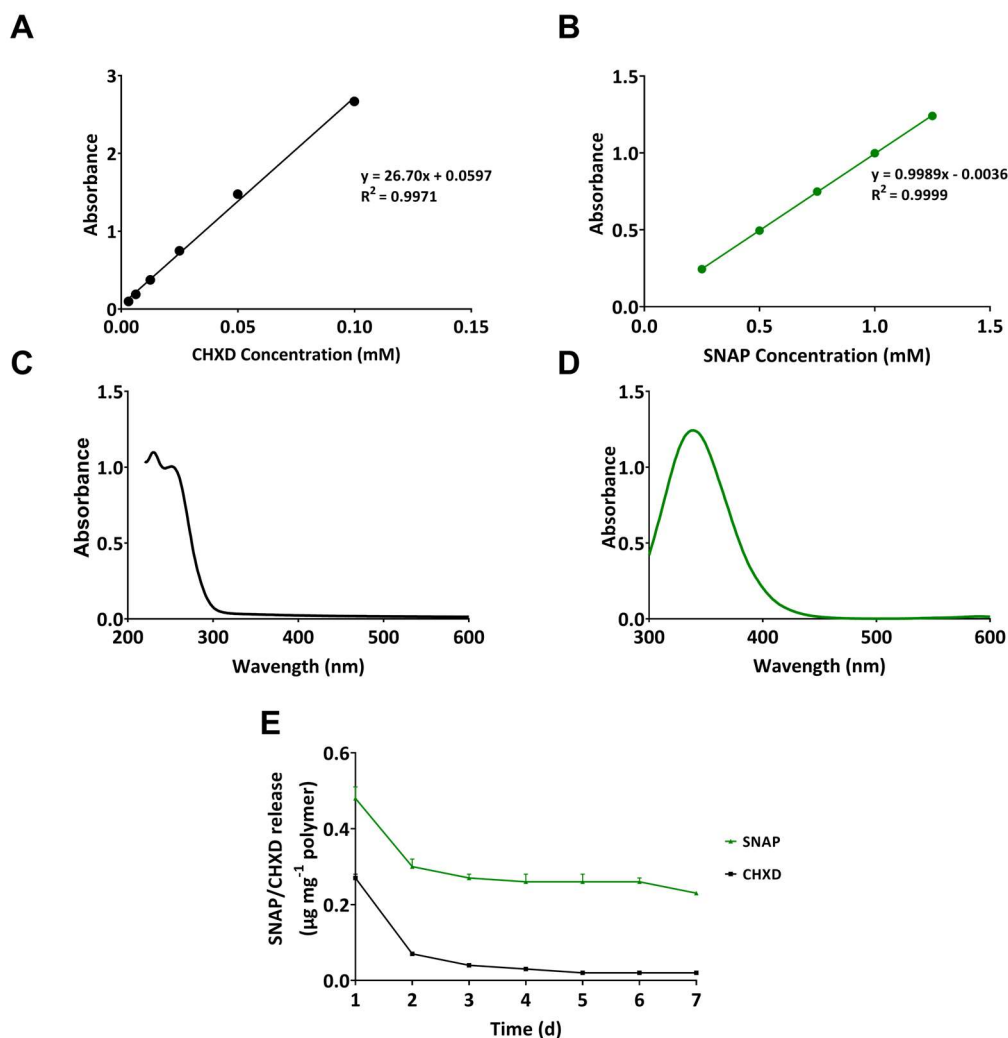 A
3
2
1
0
0.00 0.05 0.10 0.15
Absorbance
CHXD Concentration (mM)
y = 26.70x + 0.0597
R² = 0.9971
B
1.5
1.0
0.5
0.0
0.0 0.5 1.0 1.5
Absorbance
SNAP Concentration (mM)
y = 0.9989x - 0.0036
R² = 0.9999
C
1.5
1.0
0.5
0.0
200 300 400 500 600
Absorbance
Wavength (nm)
D
1.5
1.0
0.5
0.0
300 400 500 600
Absorbance
Wavength (nm)
E
0.6
0.4
0.2
0.0
1 2 3 4 5 6 7
SNAP/CHXD release
(µg mg⁻¹ polymer)
Time (d)
SNAP
CHXD